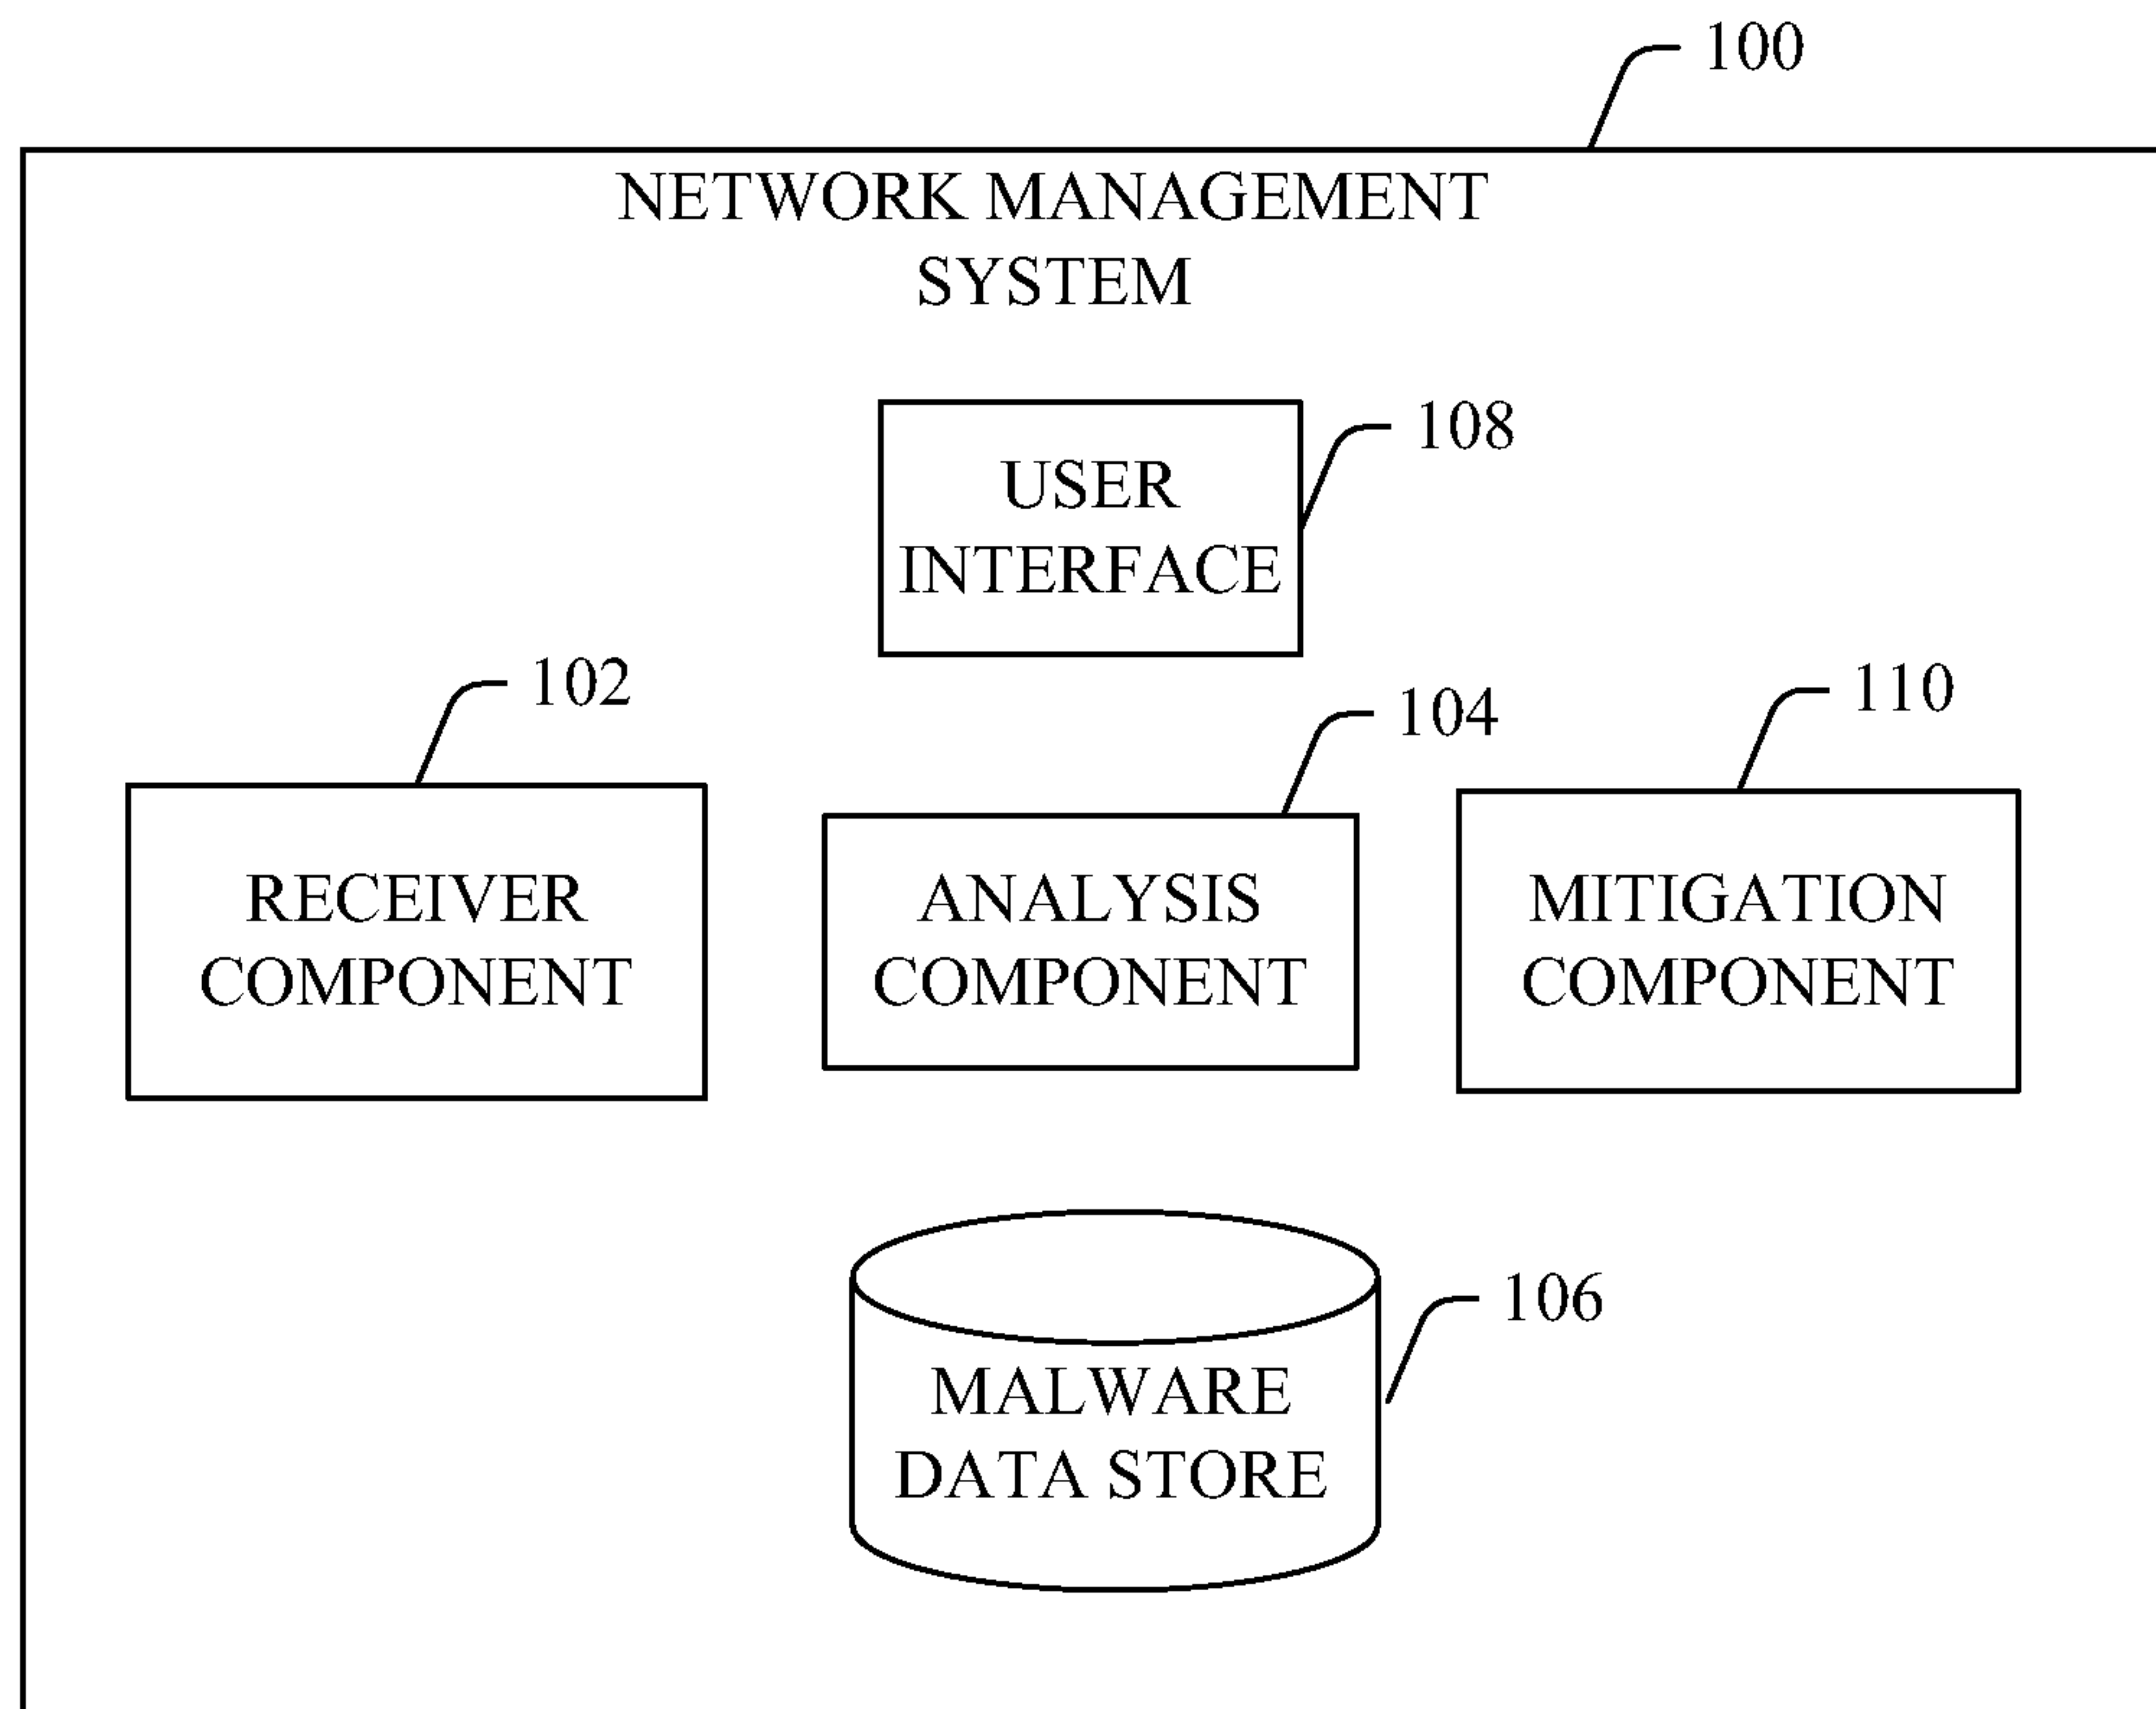 100
NETWORK MANAGEMENT
SYSTEM
108
USER
INTERFACE
102
104
110
RECEIVER
COMPONENT
ANALYSIS
COMPONENT
MITIGATION
COMPONENT
106
MALWARE
DATA STORE